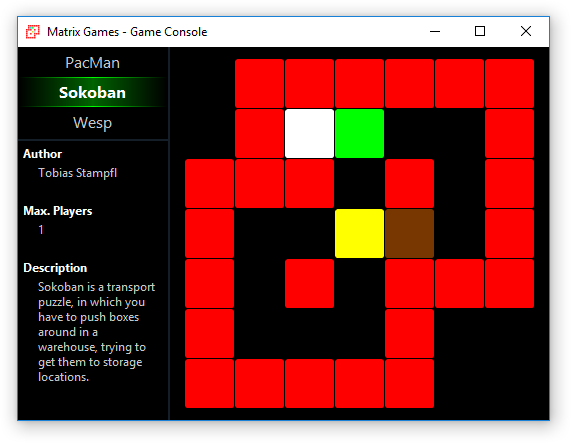 Matrix Games - Game Console
PacMan
Sokoban
Wesp
Author
Tobias Stampfl
Max. Players
1
Description
Sokoban is a transport
puzzle, in which you
have to push boxes
around in a
warehouse, trying to
get them to storage
locations.